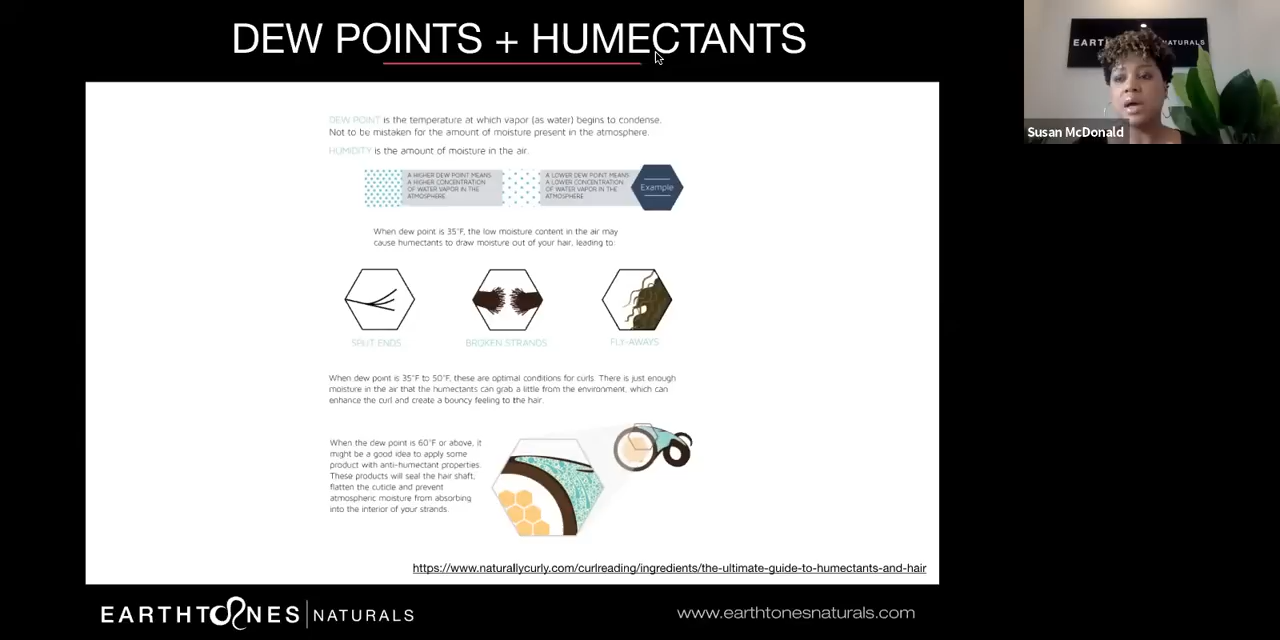 DEW POINTS + HUMECTANTS
EARTH NATURALS
Susan McDonald
DEW POINT is the temperature at which vapor (as water) begins to condense.
Not to be mistaken for the amount of moisture present in the atmosphere.
HUMIDITY is the amount of moisture in the air.
A HIGHER DEW POINT MEANS
A HIGHER CONCENTRATION
OF WATER VAPOR IN THE
ATMOSPHERE
A LOWER DEW POINT MEANS
A LOWER CONCENTRATION
OF WATER VAPOR IN THE
ATMOSPHERE
Example
When dew point is 35°F, the low moisture content in the air may
cause humectants to draw moisture out of your hair, leading to:
SPLIT ENDS
BROKEN STRANDS
FLY-AWAYS
When dew point is 35°F to 50°F, these are optimal conditions for curls. There is just enough
moisture in the air that the humectants can grab a little from the environment, which can
enhance the curl and create a bouncy feeling to the hair.
When the dew point is 60°F or above, it
might be a good idea to apply some
product with anti-humectant properties.
These products will seal the hair shaft,
flatten the cuticle and prevent
atmospheric moisture from absorbing
into the interior of your strands.
https://www.naturallycurly.com/curlreading/ingredients/the-ultimate-guide-to-humectants-and-hair
EARTHTONES NATURALS
www.earthtonesnaturals.com